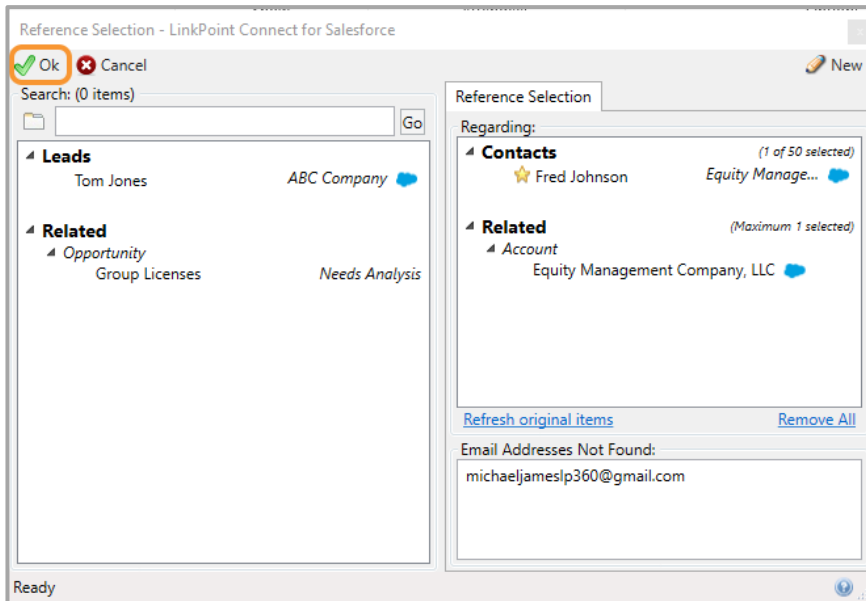 Reference Selection - LinkPoint Connect for Salesforce
Ok Cancel New
Search: (0 items)
Go
Leads
Tom Jones ABC Company
Related
Opportunity
Group Licenses Needs Analysis
Reference Selection
Regarding:
Contacts (1 of 50 selected)
Fred Johnson Equity Manage...
Related (Maximum 1 selected)
Account
Equity Management Company, LLC
Refresh original items Remove All
Email Addresses Not Found:
michaeljameslp360@gmail.com
Ready